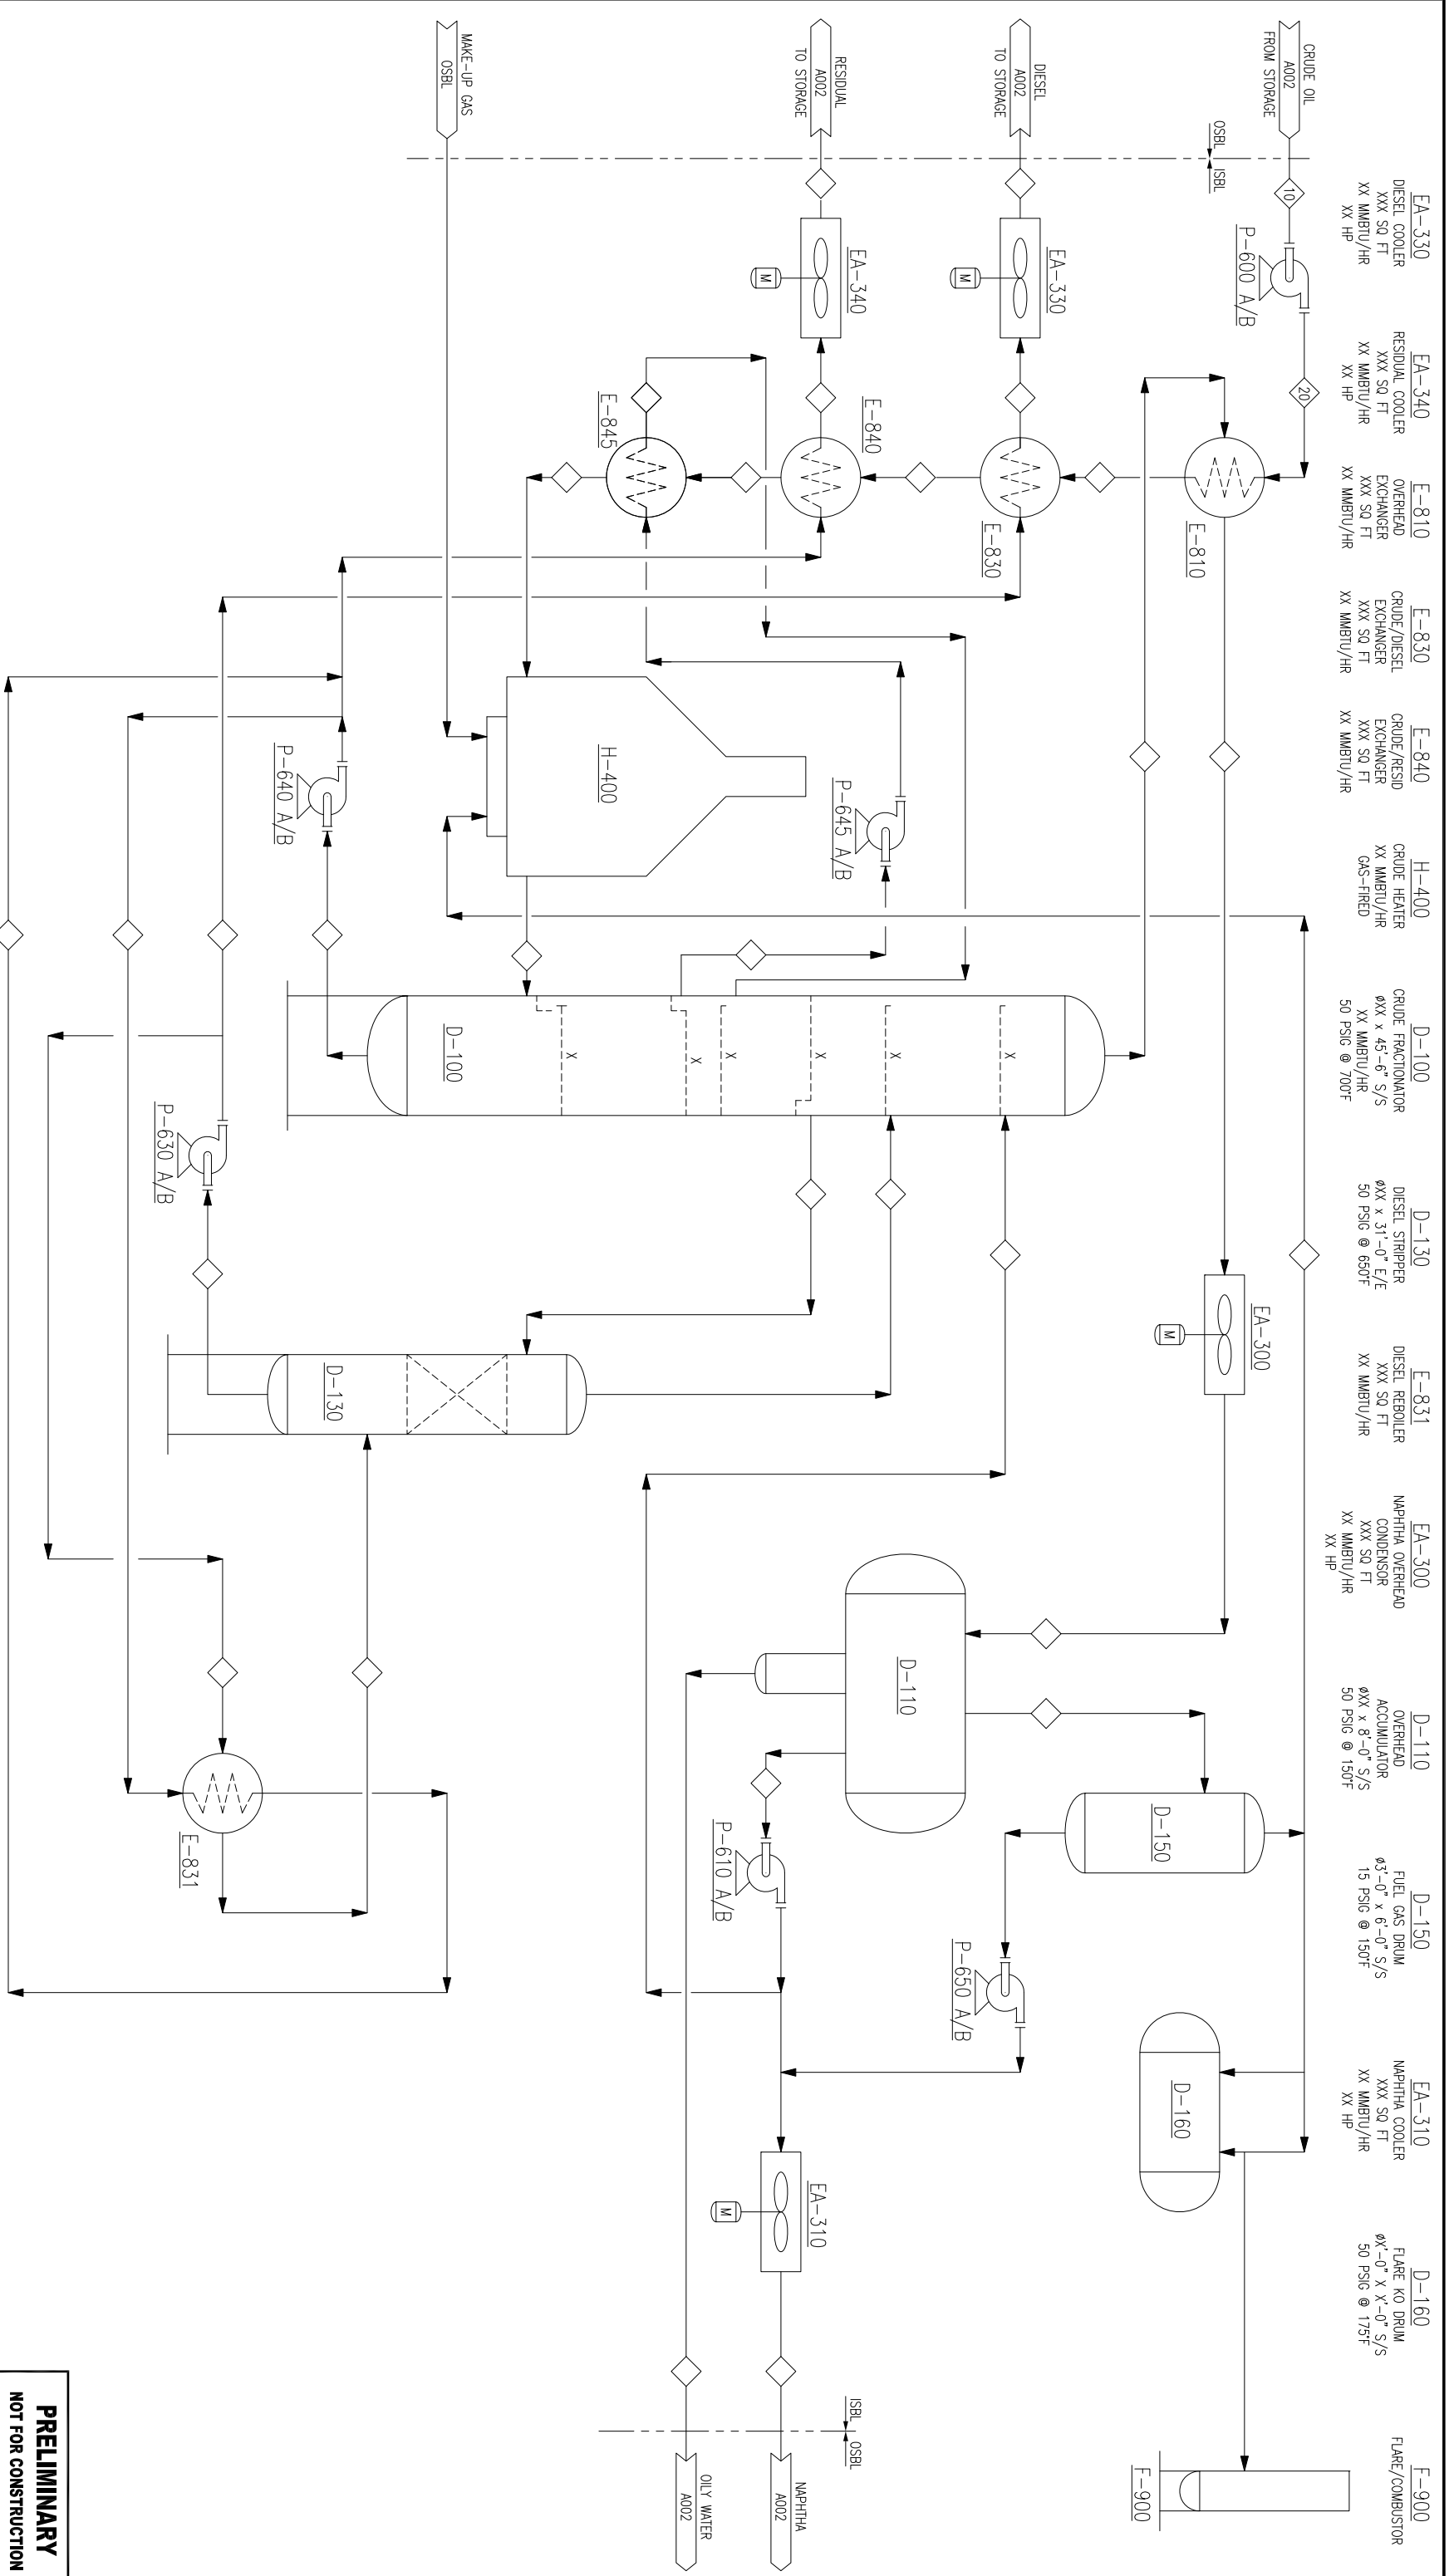 EA-330
DIESEL COOLER
XXX SQ FT
XX MMBTU/HR
XX HP
EA-340
RESIDUAL COOLER
XXX SQ FT
XX MMBTU/HR
XX HP
E-810
OVERHEAD
EXCHANGER
XXX SQ FT
XX MMBTU/HR
E-830
CRUDE/DIESEL
EXCHANGER
XXX SQ FT
XX MMBTU/HR
E-840
CRUDE/RESID
EXCHANGER
XXX SQ FT
XX MMBTU/HR
H-400
CRUDE HEATER
XX MMBTU/HR
GAS-FIRED
D-100
CRUDE FRACTIONATOR
øXX x 45'-6" S/S
XX MMBTU/HR
50 PSIG @ 700°F
D-130
DIESEL STRIPPER
øXX x 31'-0" E/E
50 PSIG @ 650°F
E-831
DIESEL REBOILER
XXX SQ FT
XX MMBTU/HR
EA-300
NAPHTHA OVERHEAD
CONDENSOR
XXX SQ FT
XX MMBTU/HR
XX HP
D-110
OVERHEAD
ACCUMULATOR
øXX x 8'-0" S/S
50 PSIG @ 150°F
D-150
FUEL GAS DRUM
ø3'-0" x 6'-0" S/S
15 PSIG @ 150°F
EA-310
NAPHTHA COOLER
XXX SQ FT
XX MMBTU/HR
XX HP
D-160
FLARE KO DRUM
øX'-0" X X'-0" S/S
50 PSIG @ 175°F
F-900
FLARE/COMBUSTOR
CRUDE OIL
A002
FROM STORAGE
OSBL
ISBL
10
P-600 A/B
20
E-810
EA-300
M
D-160
F-900
DIESEL
A002
TO STORAGE
EA-330
M
E-830
D-150
P-650 A/B
RESIDUAL
A002
TO STORAGE
EA-340
M
E-840
P-645 A/B
X
X
X
X
X
X
D-110
P-610 A/B
EA-310
M
ISBL
OSBL
NAPHTHA
A002
OILY WATER
A002
E-845
H-400
MAKE-UP GAS
OSBL
D-100
D-130
P-640 A/B
P-630 A/B
E-831
PRELIMINARY
NOT FOR CONSTRUCTION